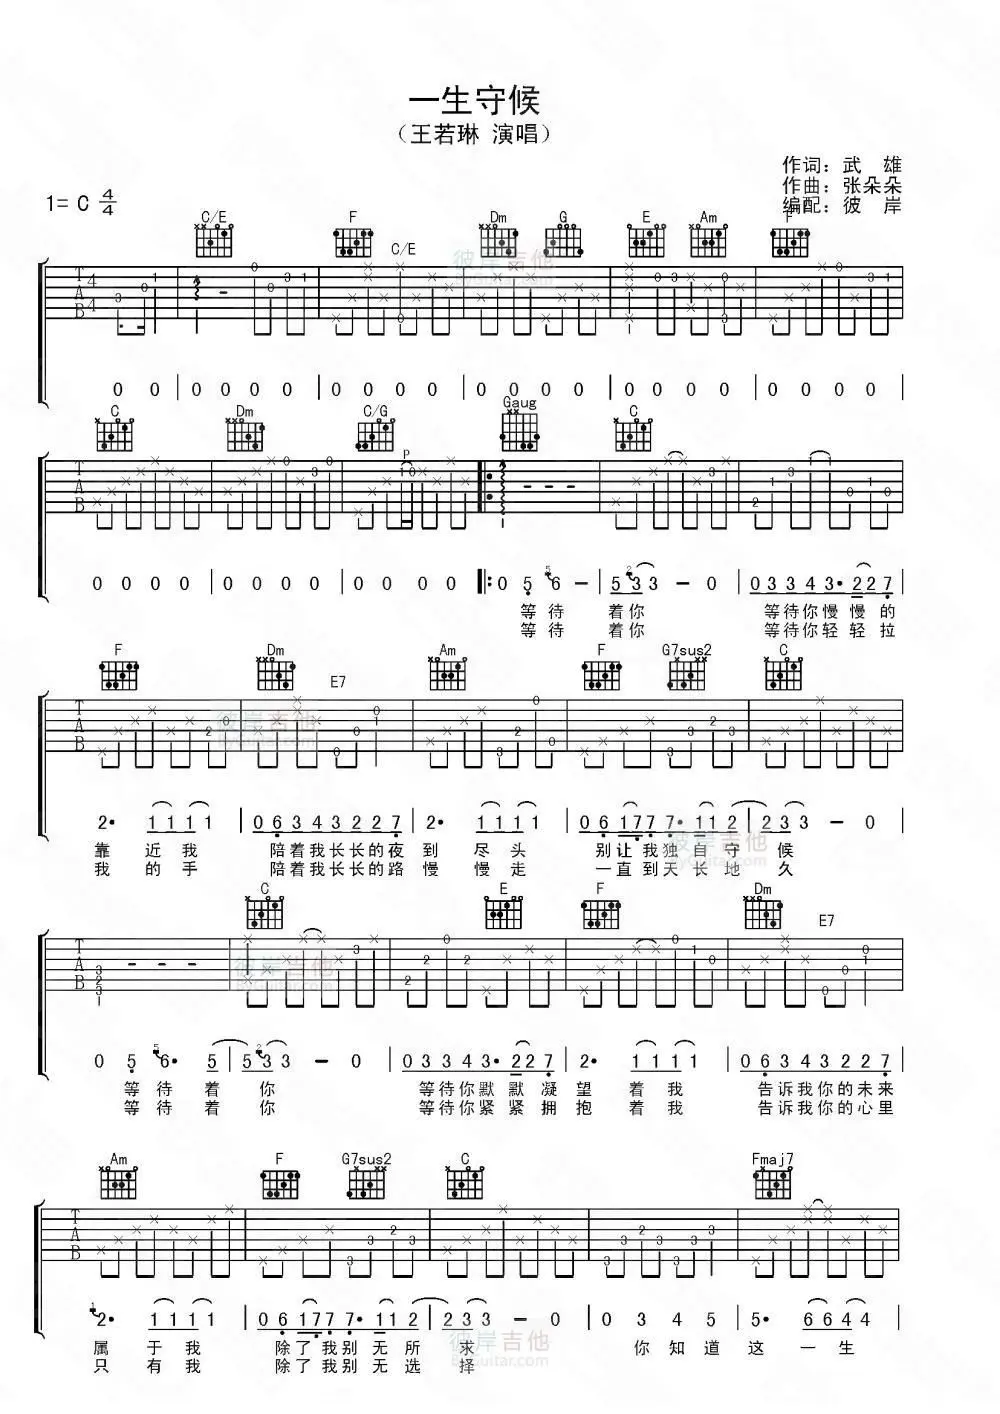 一生守候
（王若琳 演唱）
作词：武 雄
作曲：张朵朵
编配：彼 岸
1= C 4/4
C/E F C/E Dm G E Am F
T A B 4 4
0 0 0 0 0 0 0 0 0 0 0 0 0 0 0 0 0 0 0 0 0 0
C Dm C/G Gaug C
T A B
0 0 0 0 0 0 0 0 0 0 0 0 0 5 6 - 5 3 3 - 0 0 3 3 4 3· 2 2 7
等待 着你 等待你慢慢的
等待 着你 等待你轻轻拉
F Dm E7 Am F G7sus2 C
T A B
2· 1 1 1 1 0 6 3 4 3 2 2 7 2· 1 1 1 1 0 6 1 7 7 7· 1 1 2 2 3 3 - 0
靠 近我 陪着我长长的夜到 尽头 别让我独自守 候
我 的手 陪着我长长的路慢 慢走 一直到天长地 久
C E F Dm E7
T A B
0 5 6· 5 5 3 3 - 0 0 3 3 4 3· 2 2 7 2· 1 1 1 1 0 6 3 4 3 2 2 7
等待着 你 等待你默默凝望 着我 告诉我你的未来
等待着 你 等待你紧紧拥抱 着我 告诉我你的心里
Am F G7sus2 C Fmaj7
T A B
2· 1 1 1 1 0 6 1 7 7 7· 1 1 2 2 3 3 - 0 0 3 4 5 5· 6 6 4 4
属 于我 除了我别无所 求 你知道这 一生
只 有我 除了我别无选 择
彼岸吉他
ByGuitar.com